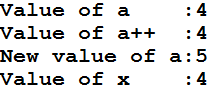 Value of a    :4
Value of a++  :4
New value of a:5
Value of x    :4